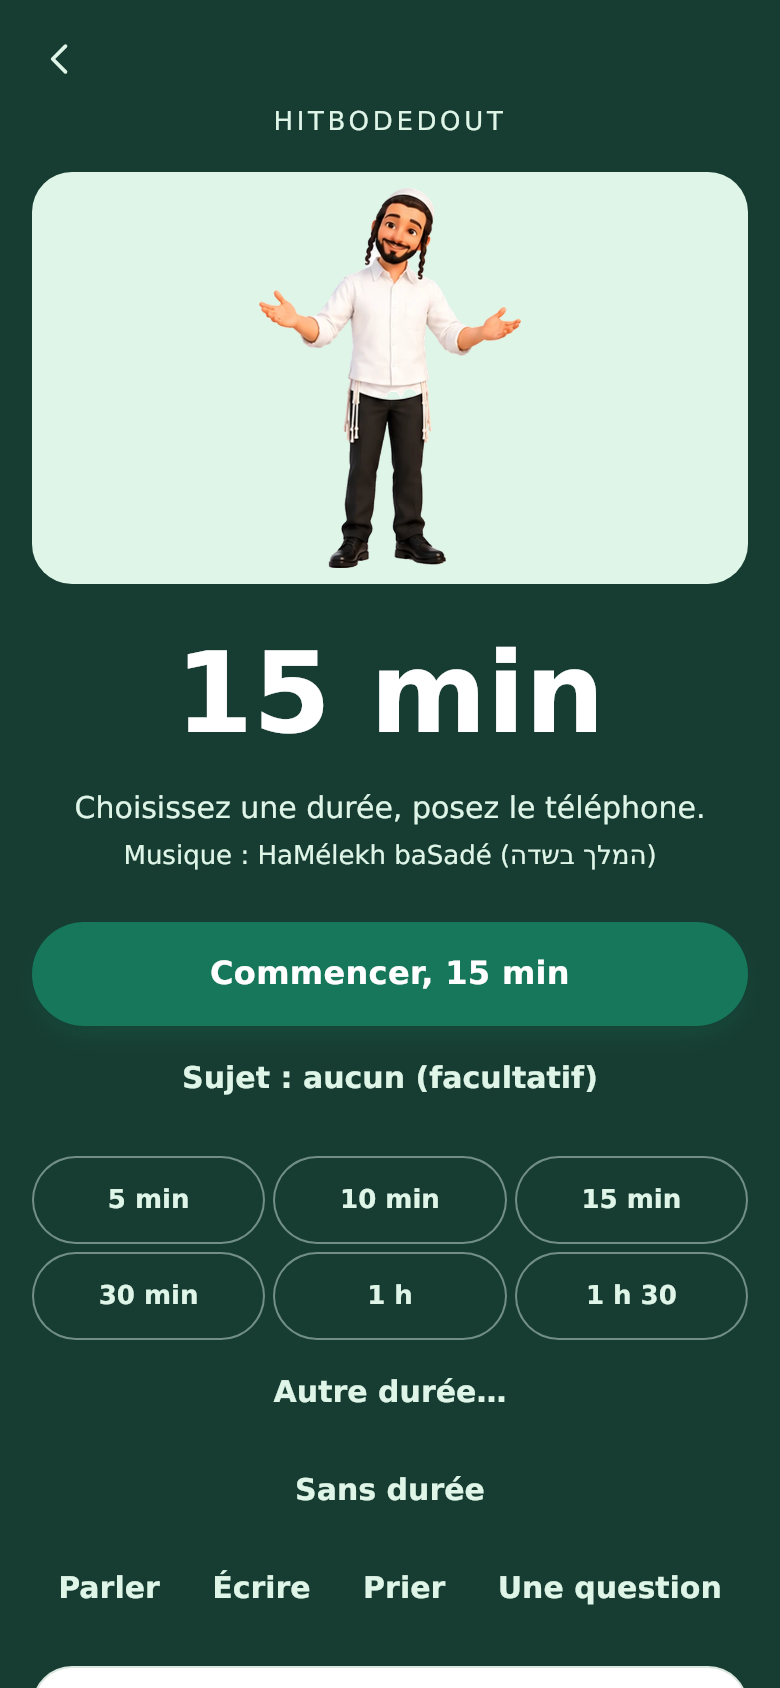 HITBODEDOUT
15 min
Choisissez une durée, posez le téléphone.
Musique : HaMélekh baSadé (המלך בשדה)
Commencer, 15 min
Sujet : aucun (facultatif)
5 min
10 min
15 min
30 min
1 h
1 h 30
Autre durée…
Sans durée
Parler
Écrire
Prier
Une question